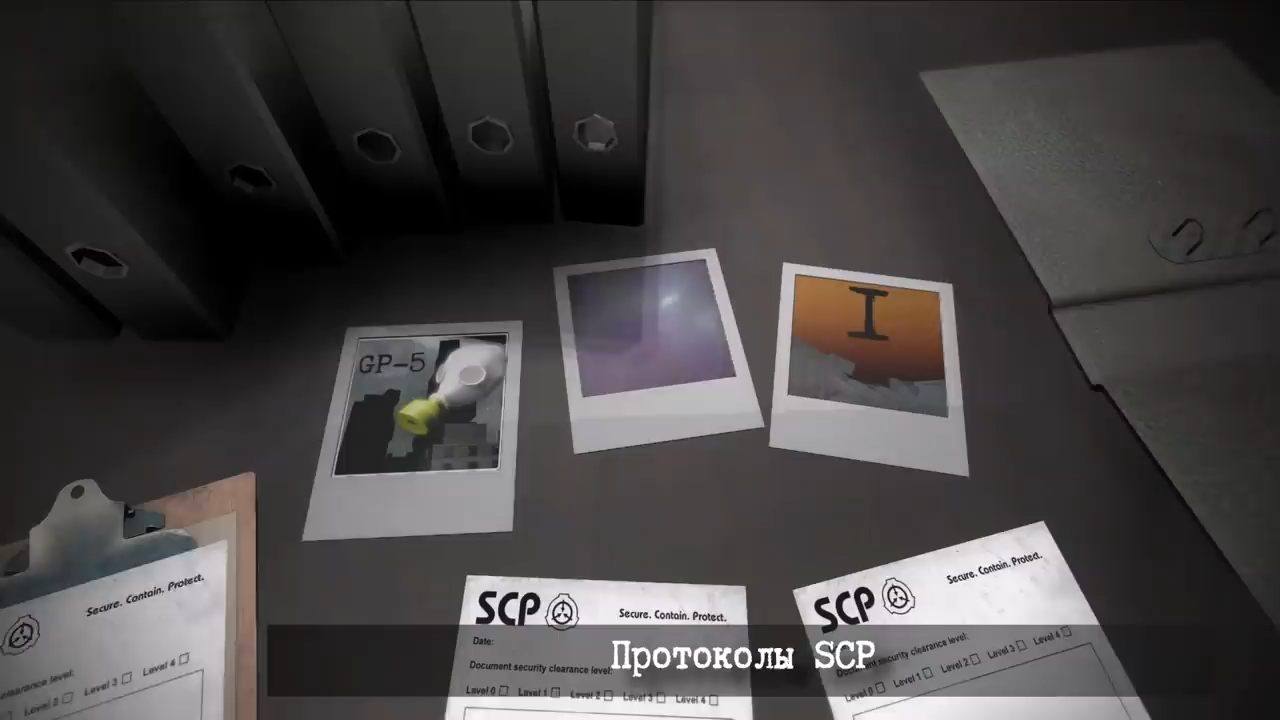 GP-5
I
Secure. Contain. Protect.
clearance level:
Level 3 Level 4
SCP
Secure. Contain. Protect.
Date:
Document security clearance level:
Level 0 Level 1 Level 2 Level 3 Level 4
SCP
Secure. Contain. Protect.
security clearance level:
Level 0 Level 1 Level 2 Level 3 Level 4
Протоколы SCP